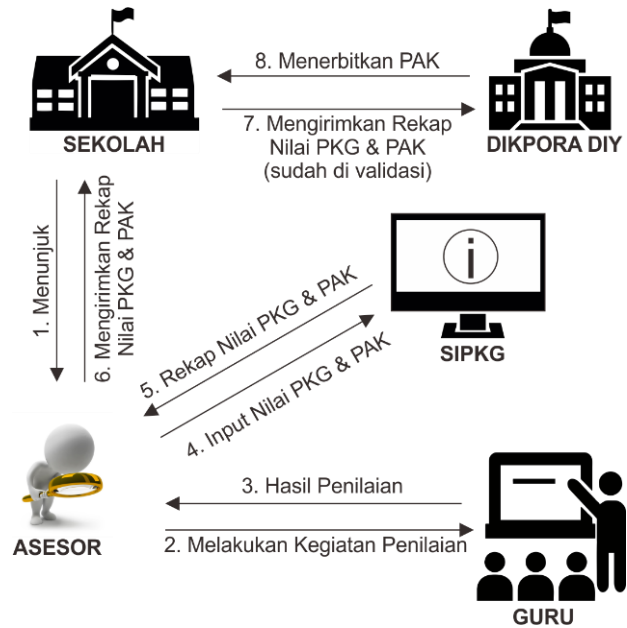 8. Menerbitkan PAK
7. Mengirimkan Rekap
Nilai PKG & PAK
(sudah di validasi)
SEKOLAH
DIKPORA DIY
1. Menunjuk
6. Mengirimkan Rekap
Nilai PKG & PAK
i
SIPKG
5. Rekap Nilai PKG & PAK
4. Input Nilai PKG & PAK
3. Hasil Penilaian
2. Melakukan Kegiatan Penilaian
ASESOR
GURU